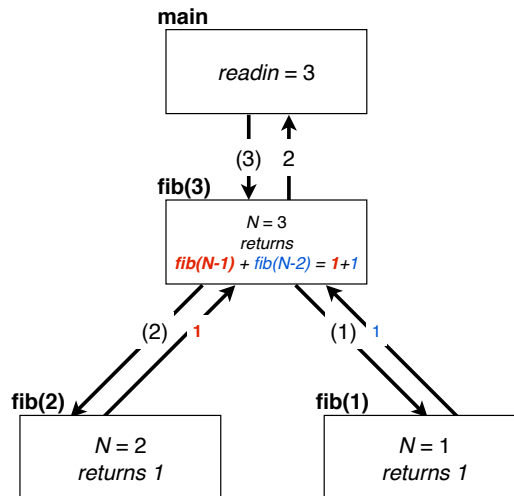 main
readin = 3
(3) 2
fib(3)
N = 3
returns
fib(N-1) + fib(N-2) = 1+1
(2) 1 (1) 1
fib(2) fib(1)
N = 2
returns 1
N = 1
returns 1